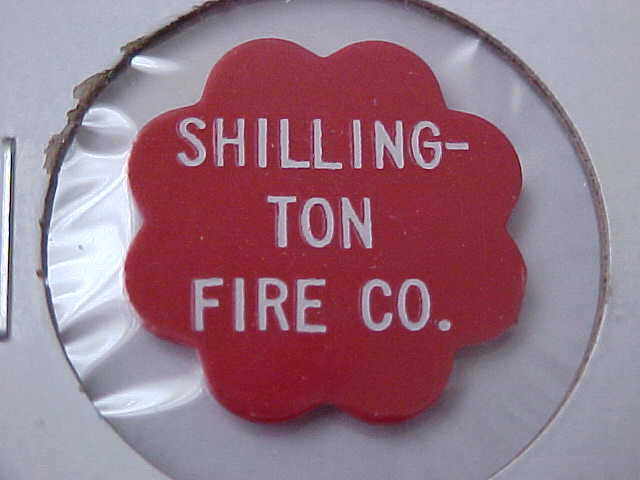 SHILLING-
TON
FIRE CO.